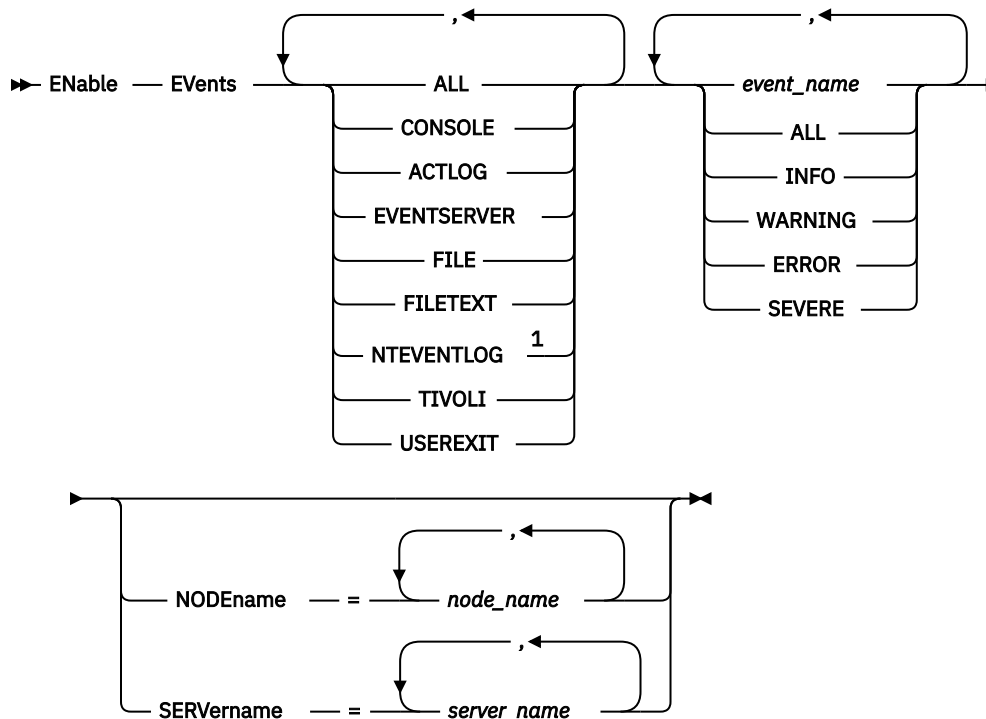 , ,
ENable EVents ALL event_name
CONSOLE ALL
ACTLOG INFO
EVENTSERVER WARNING
FILE ERROR
FILETEXT SEVERE
NTEVENTLOG 1
TIVOLI
USEREXIT
,
NODEname = node_name
,
SERVername = server_name